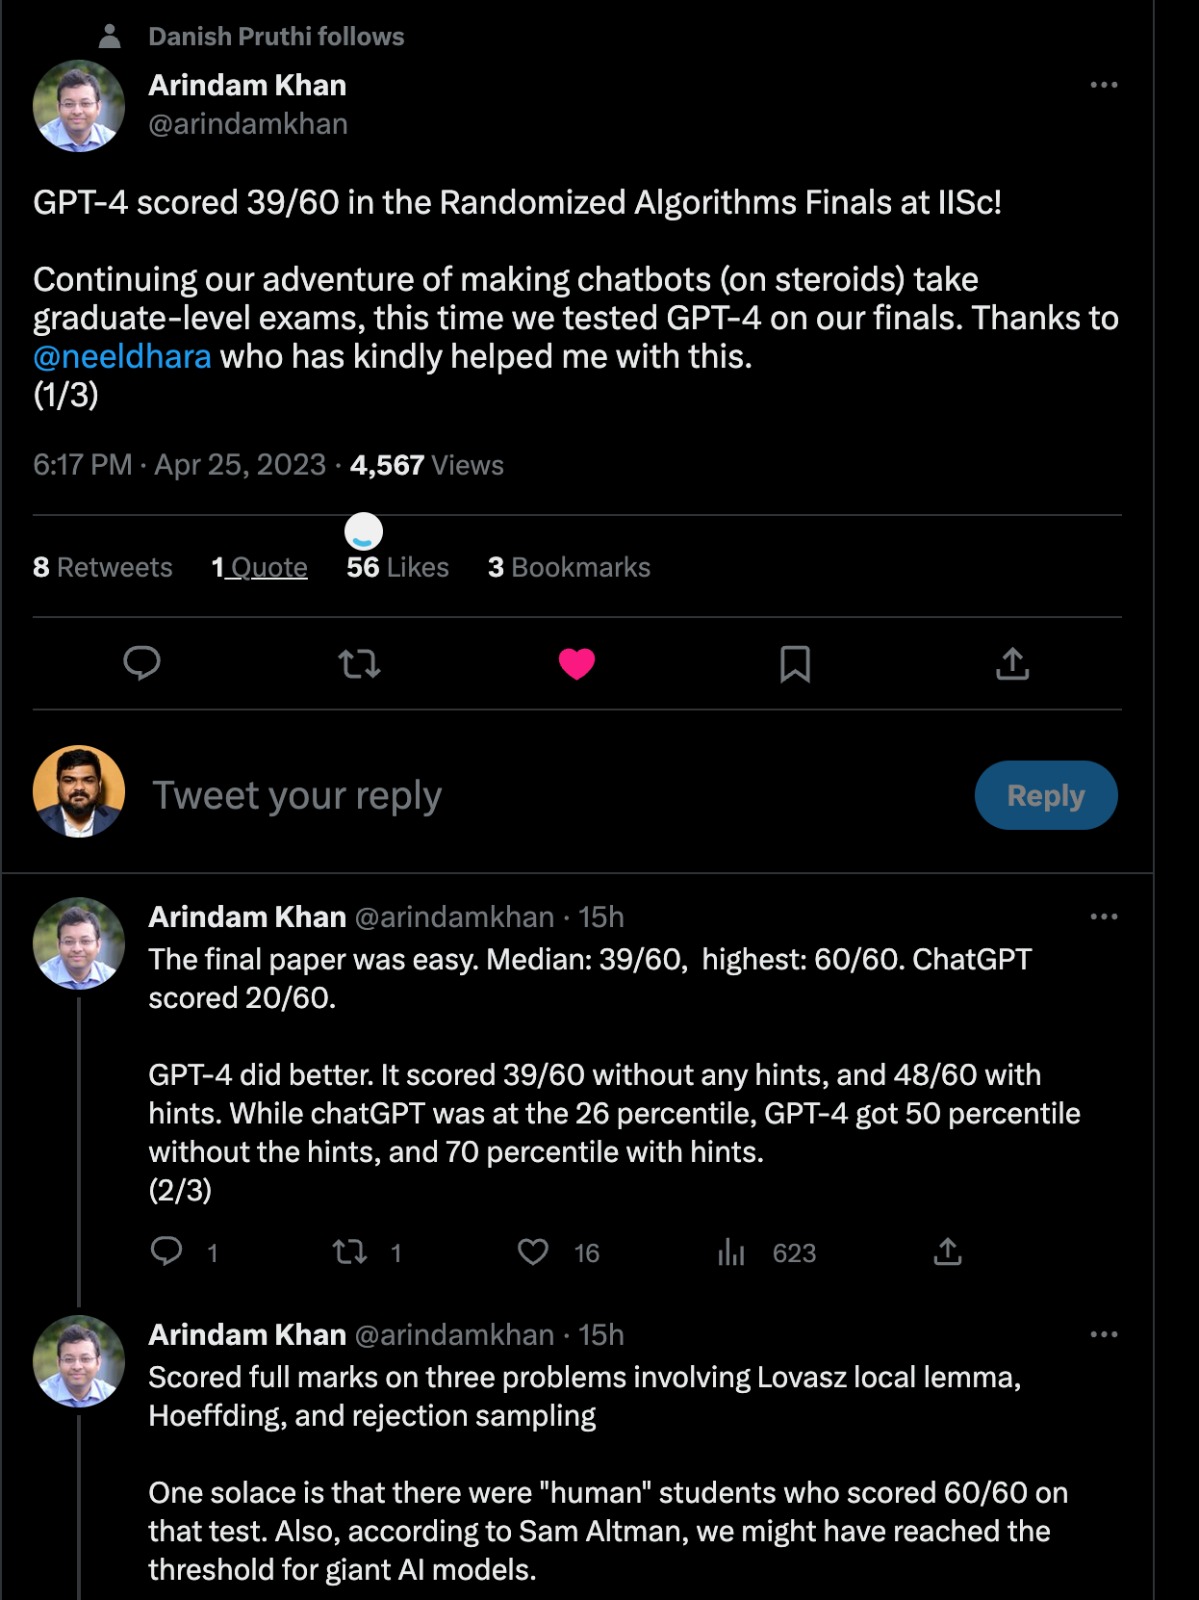 Danish Pruthi follows
Arindam Khan
@arindamkhan
GPT-4 scored 39/60 in the Randomized Algorithms Finals at IISc!
Continuing our adventure of making chatbots (on steroids) take
graduate-level exams, this time we tested GPT-4 on our finals. Thanks to
@neeldhara who has kindly helped me with this.
(1/3)
6:17 PM · Apr 25, 2023 · 4,567 Views
8 Retweets 1 Quote 56 Likes 3 Bookmarks
Tweet your reply
Reply
Arindam Khan @arindamkhan · 15h
The final paper was easy. Median: 39/60,  highest: 60/60. ChatGPT
scored 20/60.
GPT-4 did better. It scored 39/60 without any hints, and 48/60 with
hints. While chatGPT was at the 26 percentile, GPT-4 got 50 percentile
without the hints, and 70 percentile with hints.
(2/3)
1 1 16 623
Arindam Khan @arindamkhan · 15h
Scored full marks on three problems involving Lovasz local lemma,
Hoeffding, and rejection sampling
One solace is that there were "human" students who scored 60/60 on
that test. Also, according to Sam Altman, we might have reached the
threshold for giant AI models.